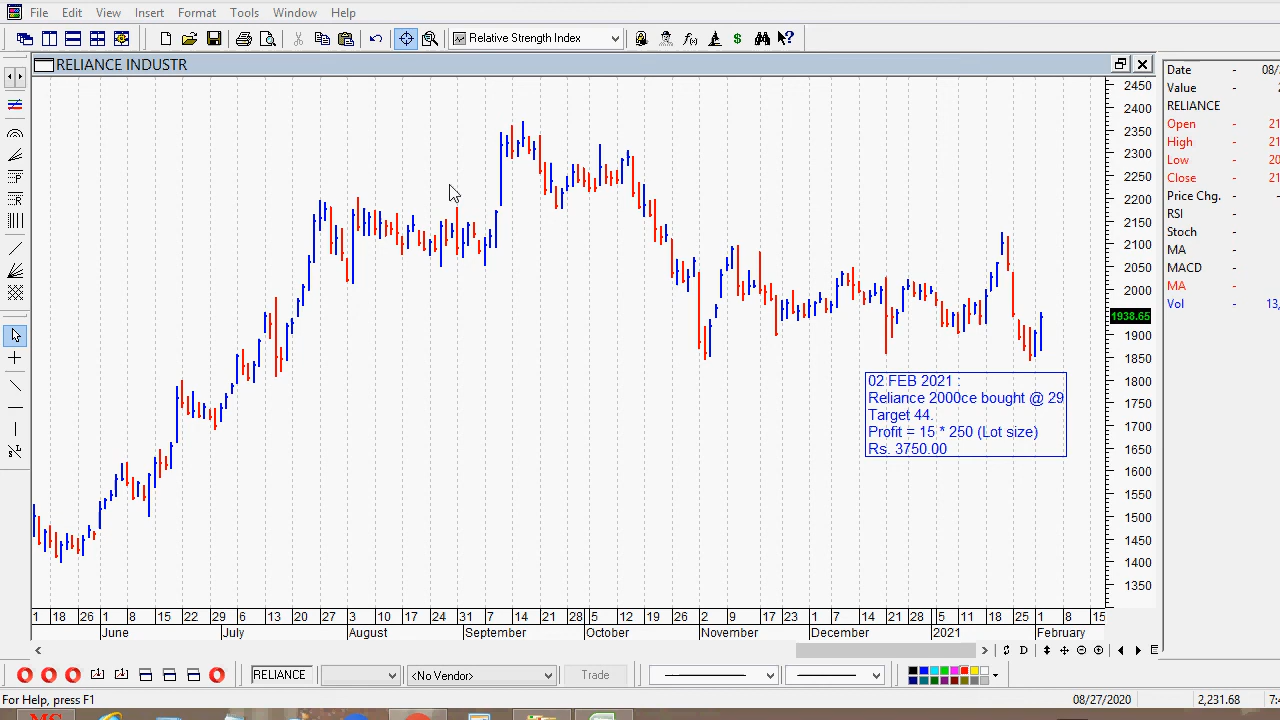 File Edit View Insert Format Tools Window Help
Relative Strength Index
RELIANCE INDUSTR
Date -
Value -
RELIANCE
Open -
High -
Low -
Close -
Price Chg. -
RSI -
Stoch -
MA -
MACD -
MA -
Vol -
2450
2400
2350
2300
2250
2200
2150
2100
2050
2000
1938.65
1900
1850
1800
1750
1700
1650
1600
1550
1500
1450
1400
1350
02 FEB 2021 :
Reliance 2000ce bought @ 29
Target 44.
Profit = 15 * 250 (Lot size)
Rs. 3750.00
1 18 26 1 8 15 22 29 6 13 20 27 3 10 17 24 31 7 14 21 28 5 12 19 26 2 9 17 23 1 7 14 21 28 5 11 18 25 1 8 15
June July August September October November December 2021 February
D
RELIANCE <No Vendor> Trade
For Help, press F1 08/27/2020 2,231.68